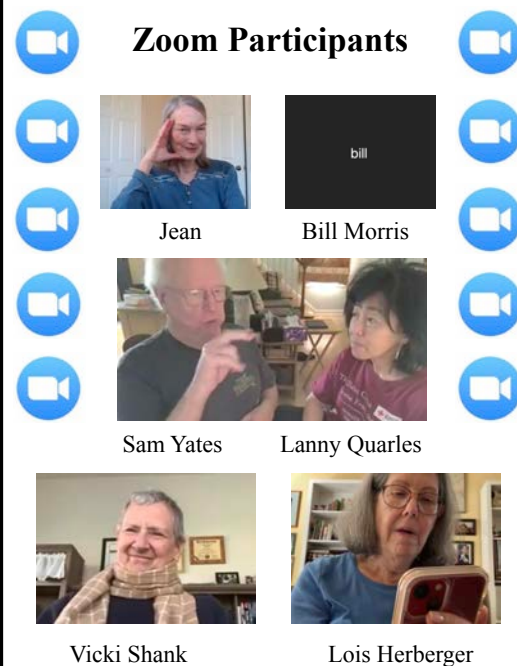 Zoom Participants
bill
Jean Bill Morris
Sam Yates Lanny Quarles
Vicki Shank Lois Herberger